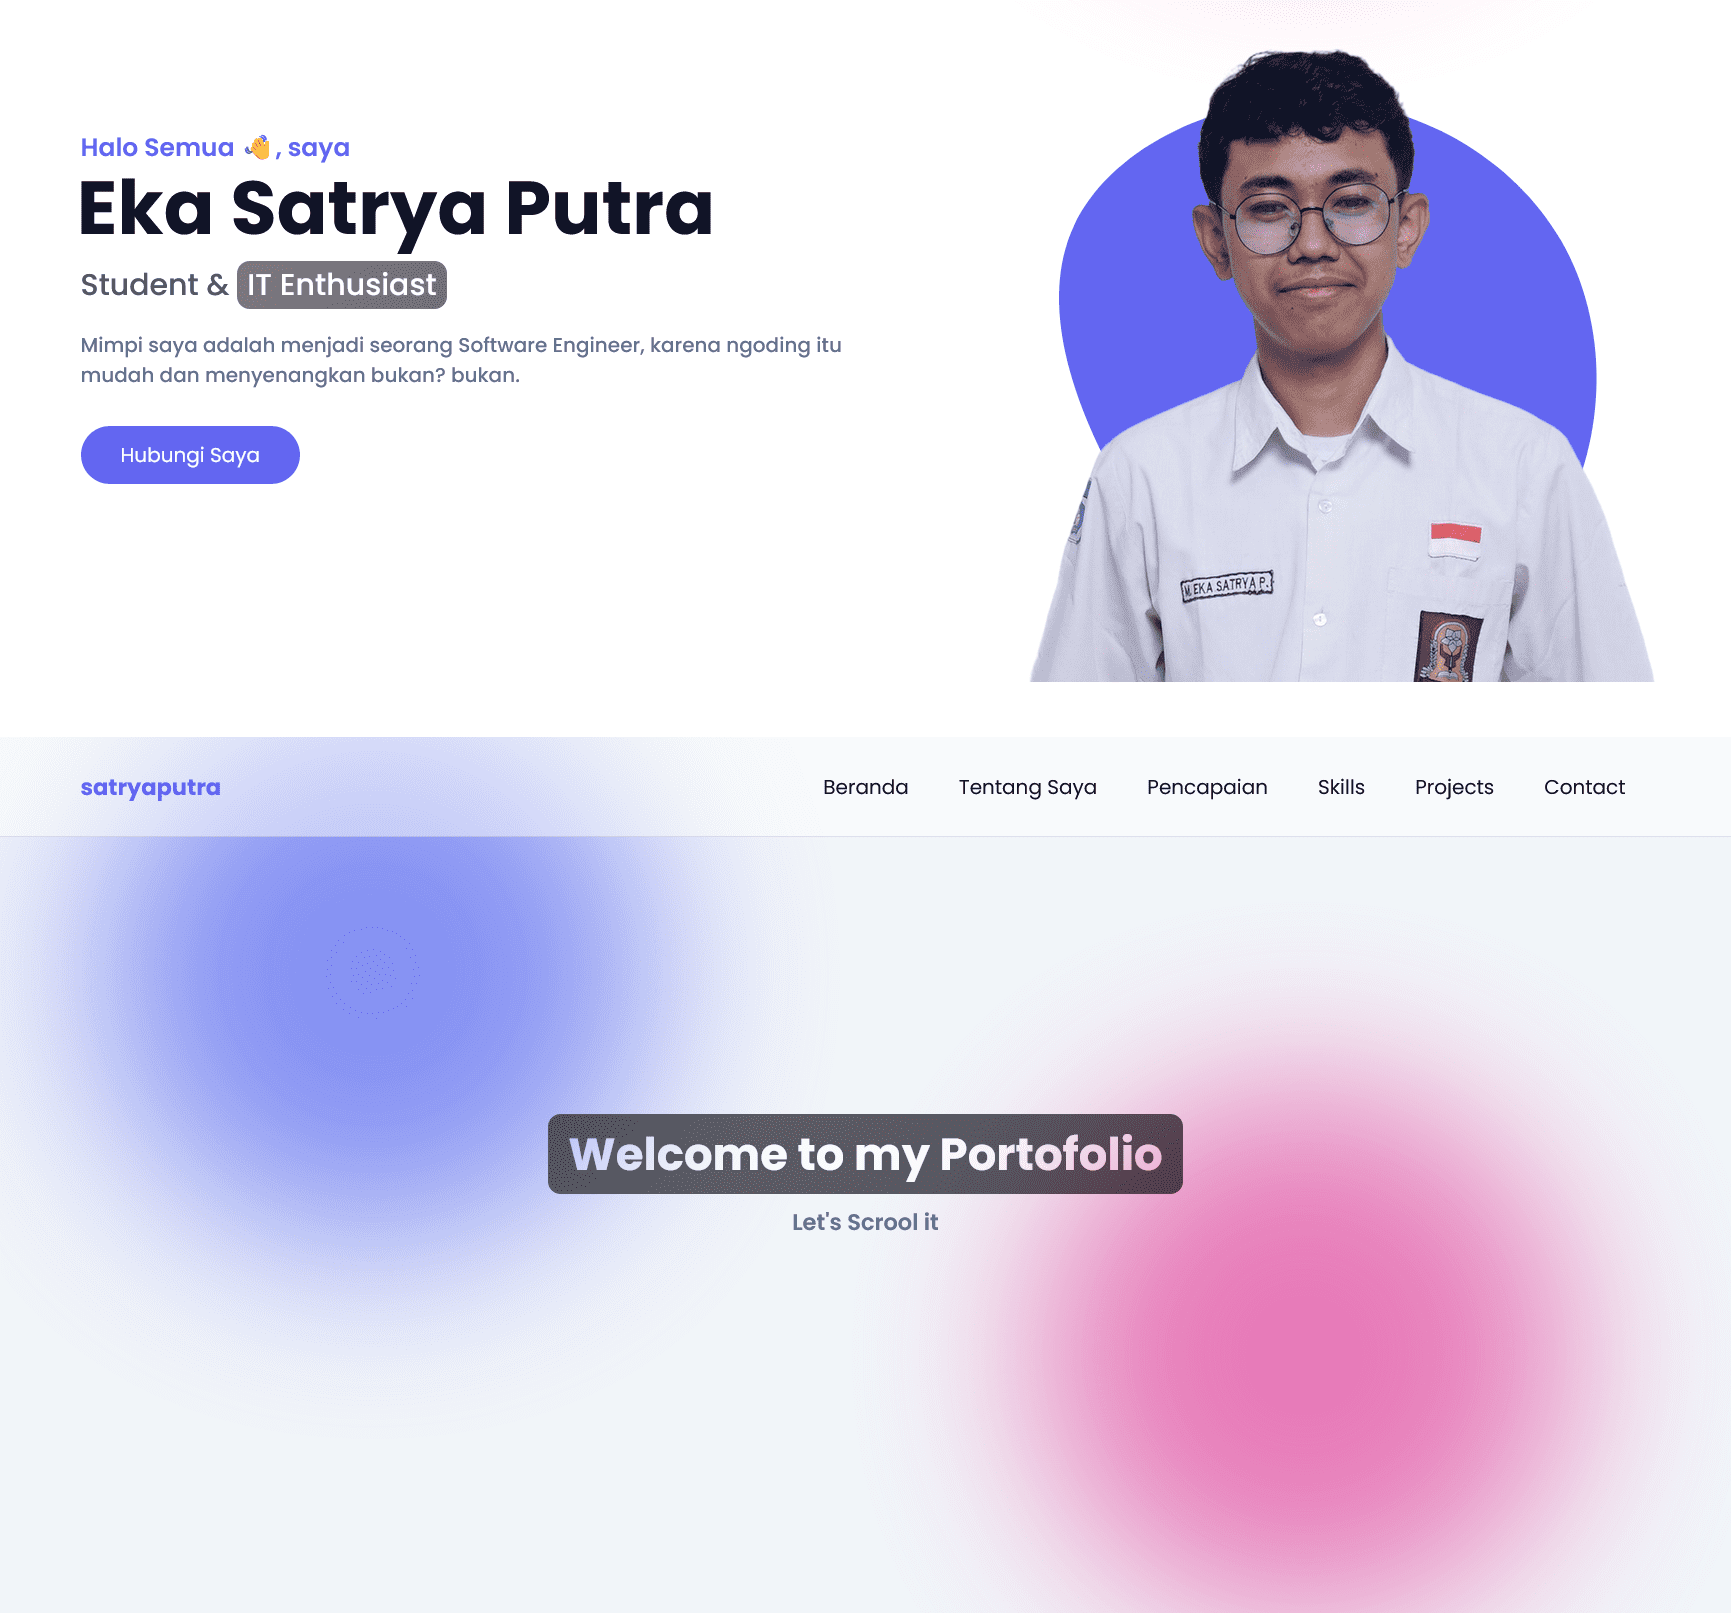 Halo Semua 👋, saya
Eka Satrya Putra
Student & IT Enthusiast
Mimpi saya adalah menjadi seorang Software Engineer, karena ngoding itu
mudah dan menyenangkan bukan? bukan.
Hubungi Saya
M. EKA SATRYA P.
satryaputra
Beranda Tentang Saya Pencapaian Skills Projects Contact
Welcome to my Portofolio
Let's Scrool it